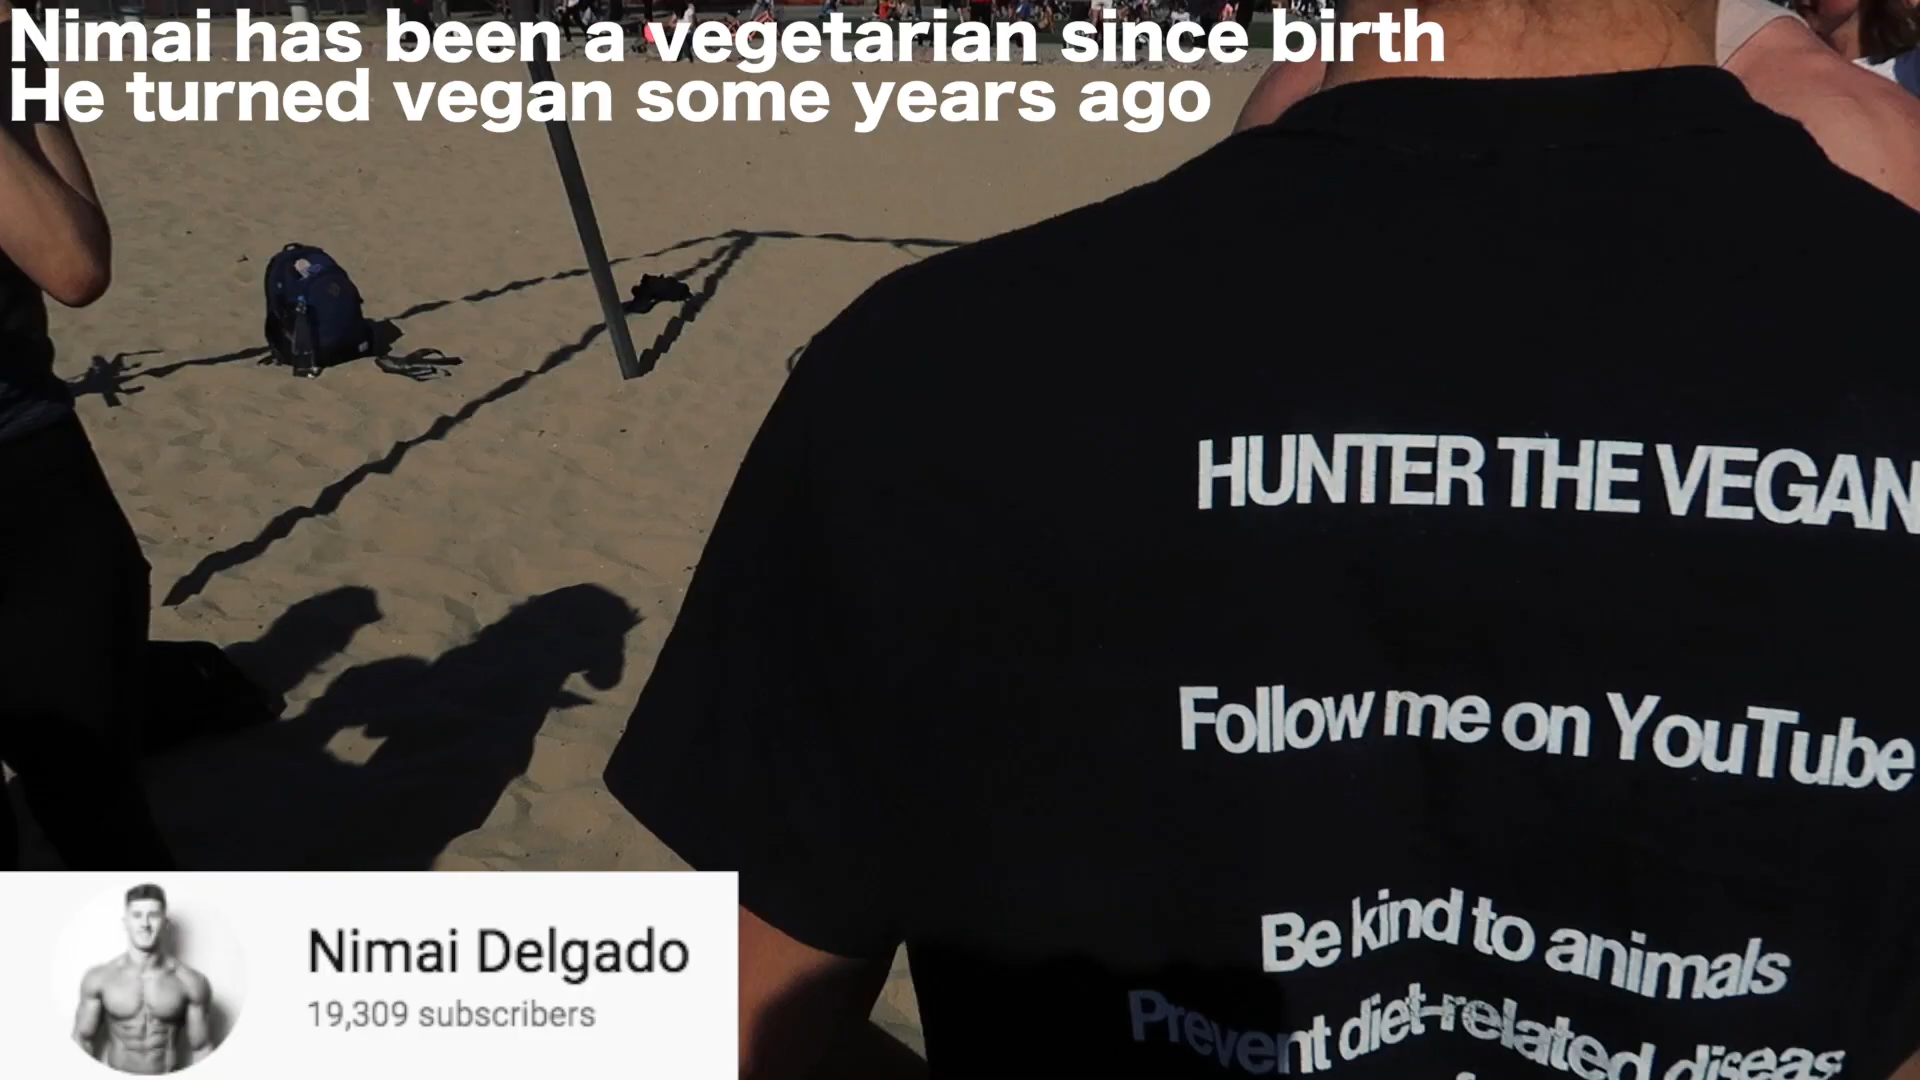 Nimai has been a vegetarian since birth
He turned vegan some years ago
HUNTER THE VEGAN
Follow me on YouTube
Be kind to animals
Prevent diet-related
Nimai Delgado
19,309 subscribers